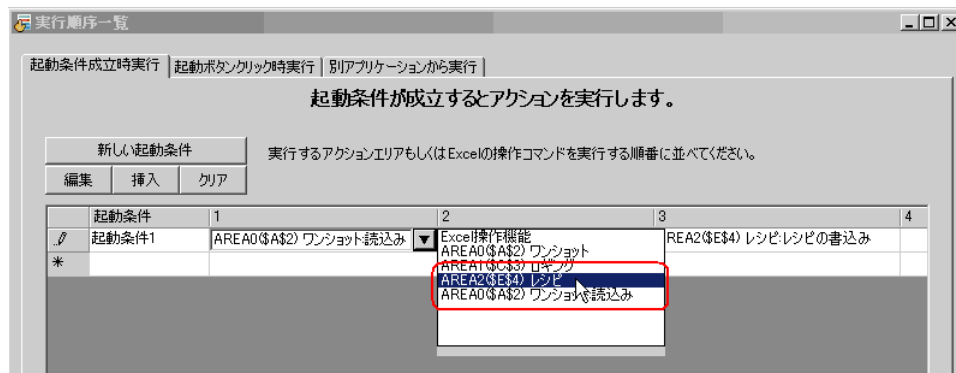 実行順序一覧
起動条件成立時実行 起動ボタンクリック時実行 別アプリケーションから実行
起動条件が成立するとアクションを実行します。
新しい起動条件
実行するアクションエリアもしくはExcelの操作コマンドを実行する順番に並べてください。
編集 挿入 クリア
起動条件 1 2 3 4
起動条件1 AREA0($A$2) ワンショット読込み Excel操作機能 REA2($E$4) レシピ:レシピの書込み
AREA0($A$2) ワンショット
AREA1($C$3) ロギング
AREA2($E$4) レシピ
AREA0($A$2) ワンショット読込み